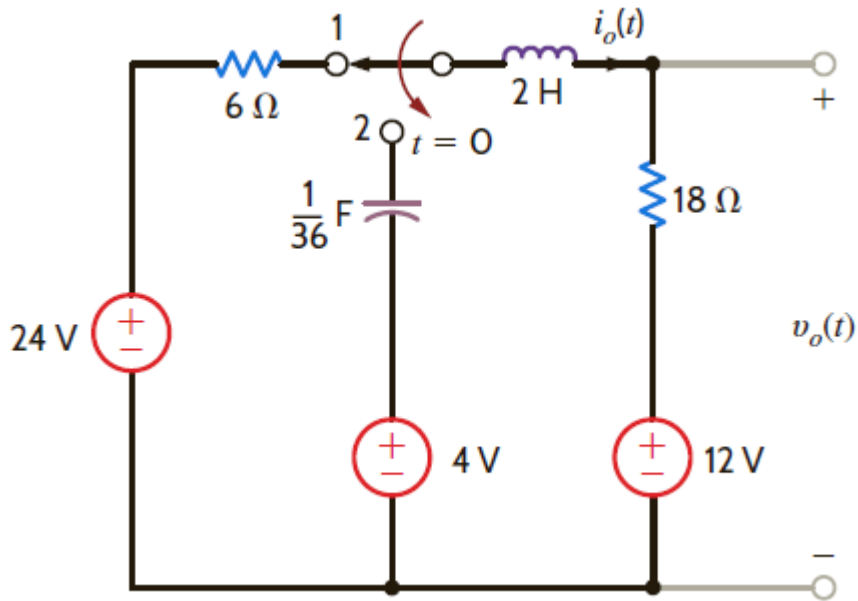 1
i_o(t)
6 Ω
2 H
+
2
t = 0
1/36 F
18 Ω
24 V
+
−
v_o(t)
+
−
4 V
+
−
12 V
−